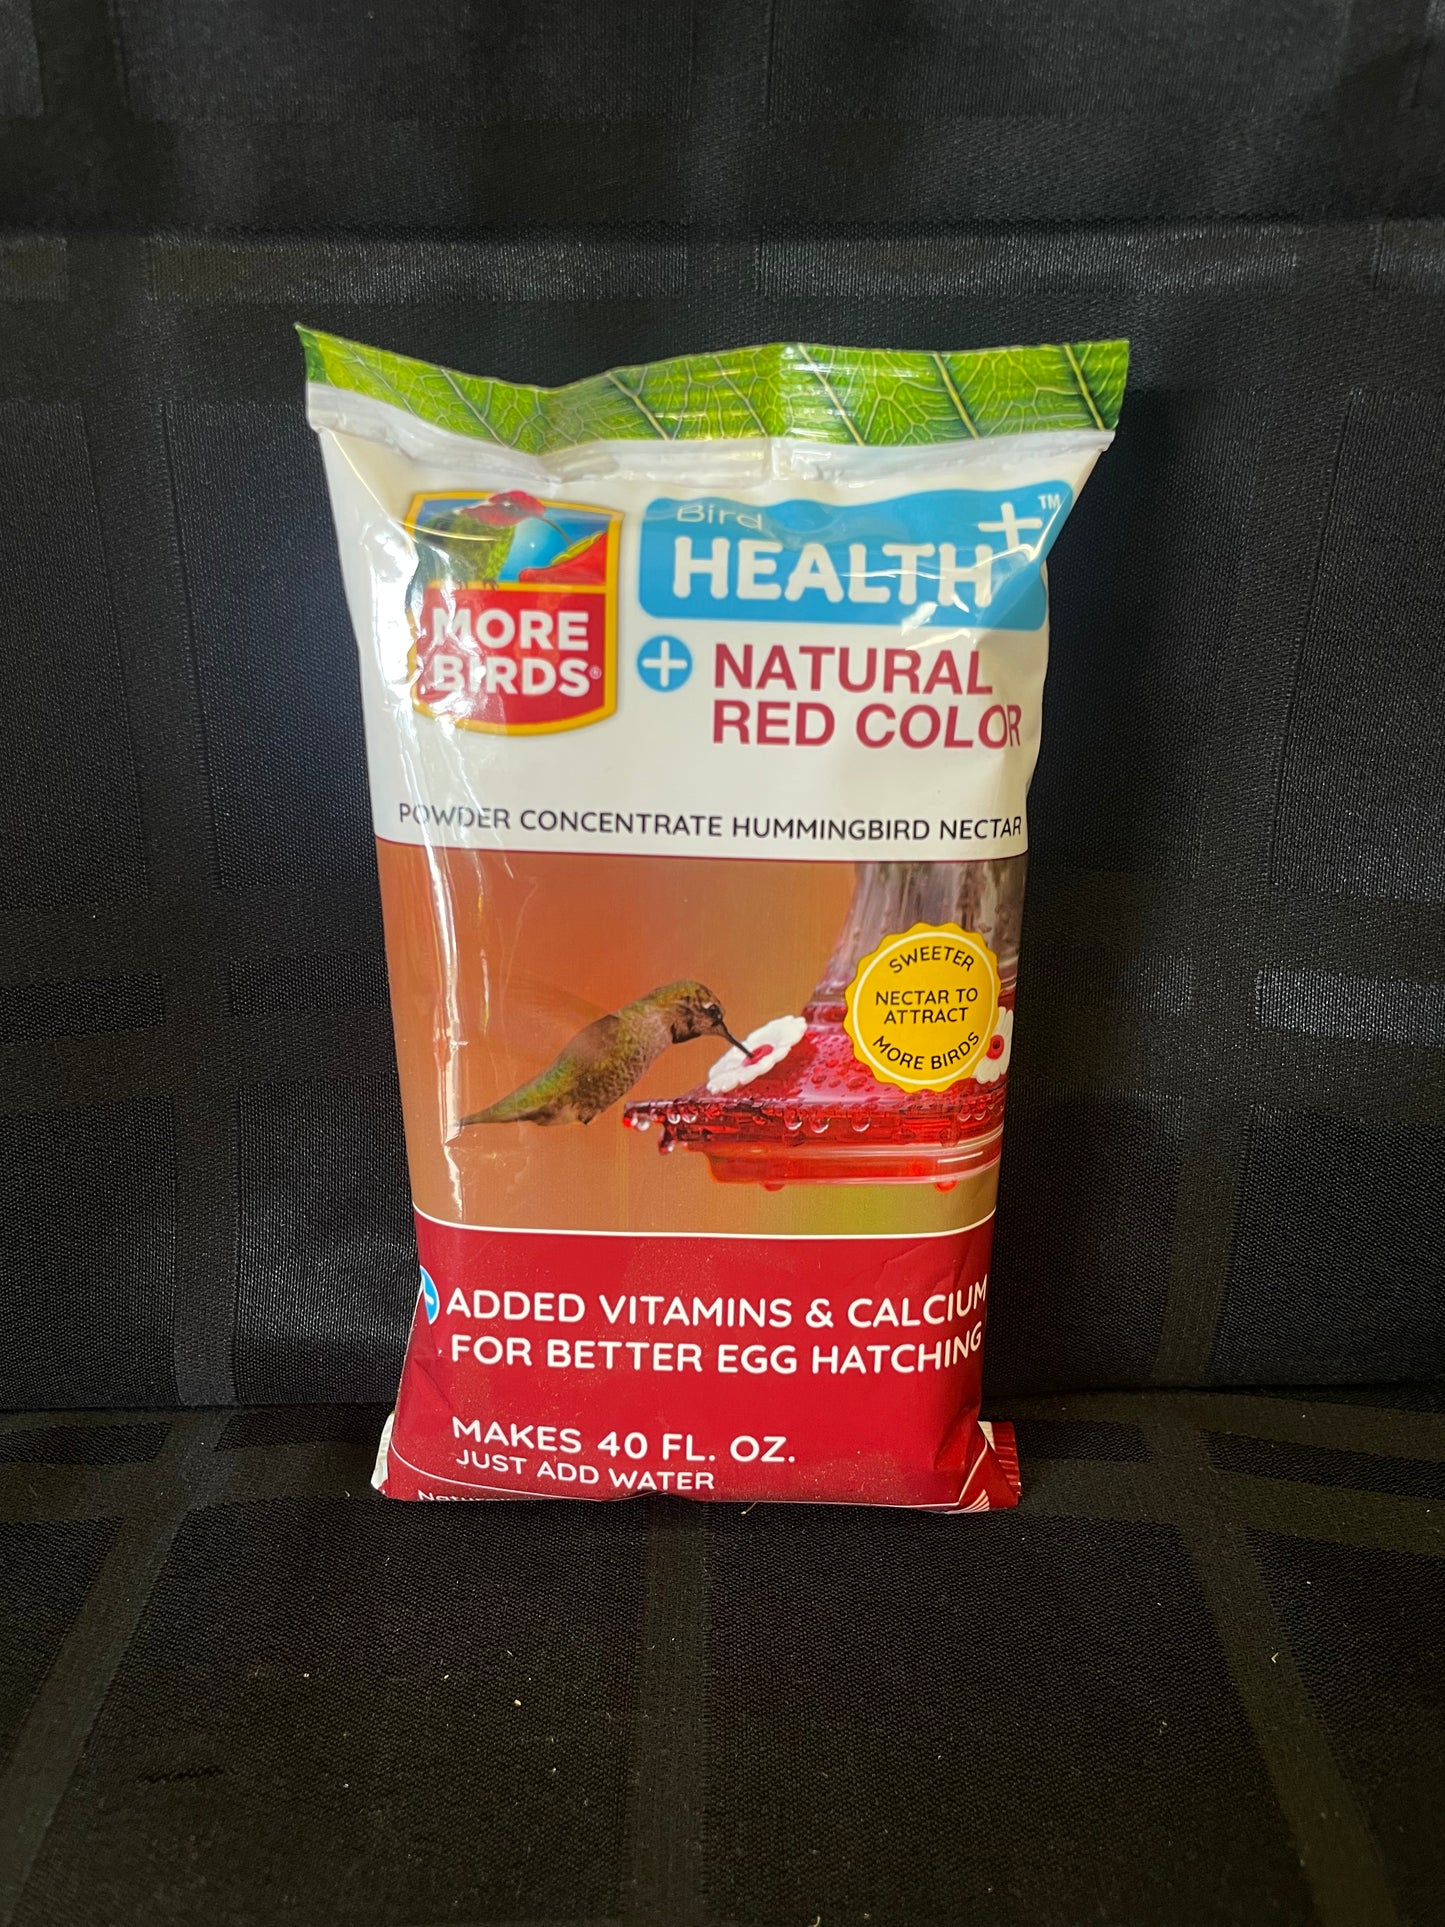 MORE
BIRDS®
Bird
HEALTH+™
+ NATURAL
RED COLOR
POWDER CONCENTRATE HUMMINGBIRD NECTAR
SWEETER
NECTAR TO
ATTRACT
MORE BIRDS
+ ADDED VITAMINS & CALCIUM
FOR BETTER EGG HATCHING
MAKES 40 FL. OZ.
JUST ADD WATER